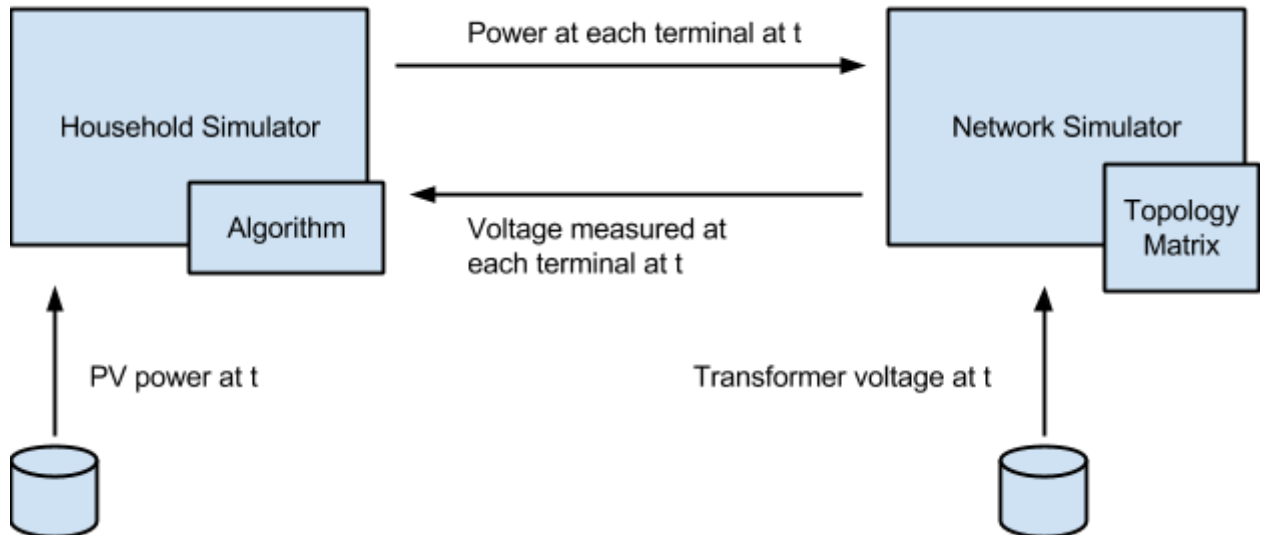 Power at each terminal at t
Household Simulator
Network Simulator
Algorithm
Voltage measured at
each terminal at t
Topology
Matrix
PV power at t
Transformer voltage at t